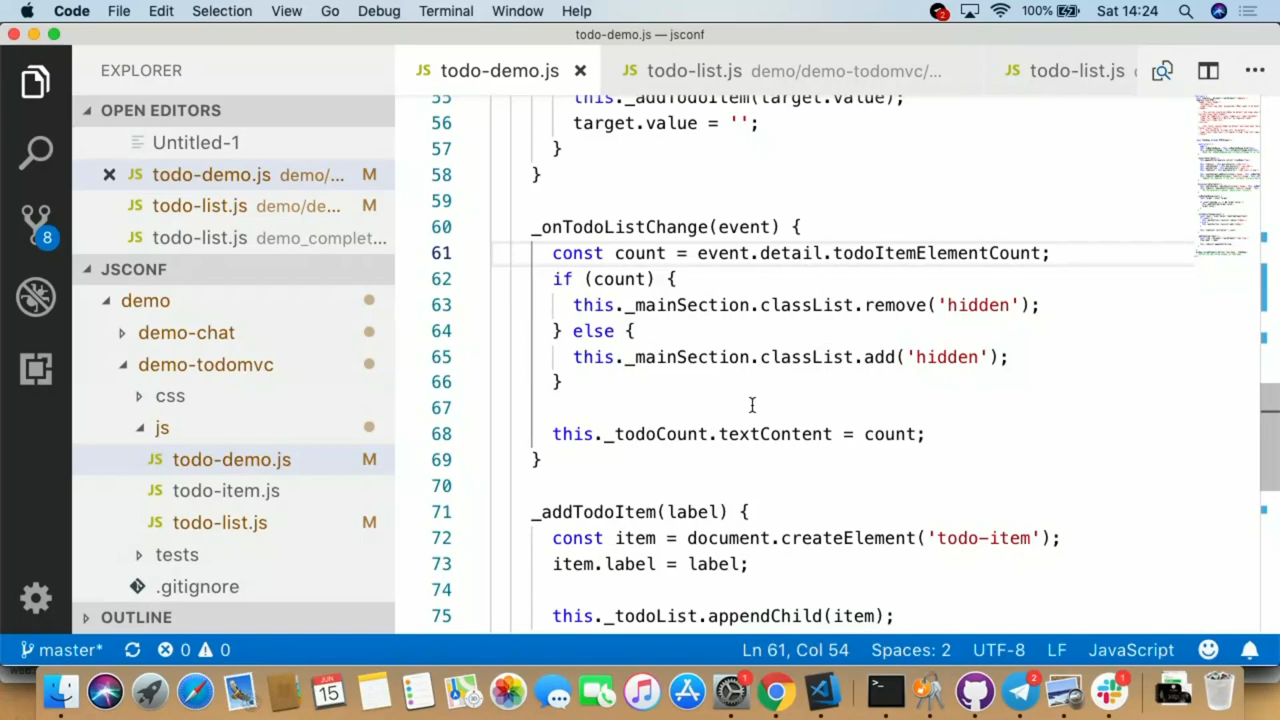 Code File Edit Selection View Go Debug Terminal Window Help 2 100% Sat 14:24
todo-demo.js — jsconf
EXPLORER
JS todo-demo.js
JS todo-list.js demo/demo-todomvc/...
JS todo-list.js
OPEN EDITORS
Untitled-1
JS todo-demo.js demo/... M
JS todo-list.js demo/de... M
JS todo-list.js demo_complet...
JSCONF
demo
demo-chat
demo-todomvc
css
js
JS todo-demo.js M
JS todo-item.js
JS todo-list.js M
tests
.gitignore
OUTLINE
8
55 this._addTodoItem(target.value);
56 target.value = '';
57 }
58 }
59
60 _onTodoListChange(event) {
61 const count = event.detail.todoItemElementCount;
62 if (count) {
63 this._mainSection.classList.remove('hidden');
64 } else {
65 this._mainSection.classList.add('hidden');
66 }
67
68 this._todoCount.textContent = count;
69 }
70
71 _addTodoItem(label) {
72 const item = document.createElement('todo-item');
73 item.label = label;
74
75 this._todoList.appendChild(item);
master* 0 0 Ln 61, Col 54 Spaces: 2 UTF-8 LF JavaScript
JUN
15
1
2
1